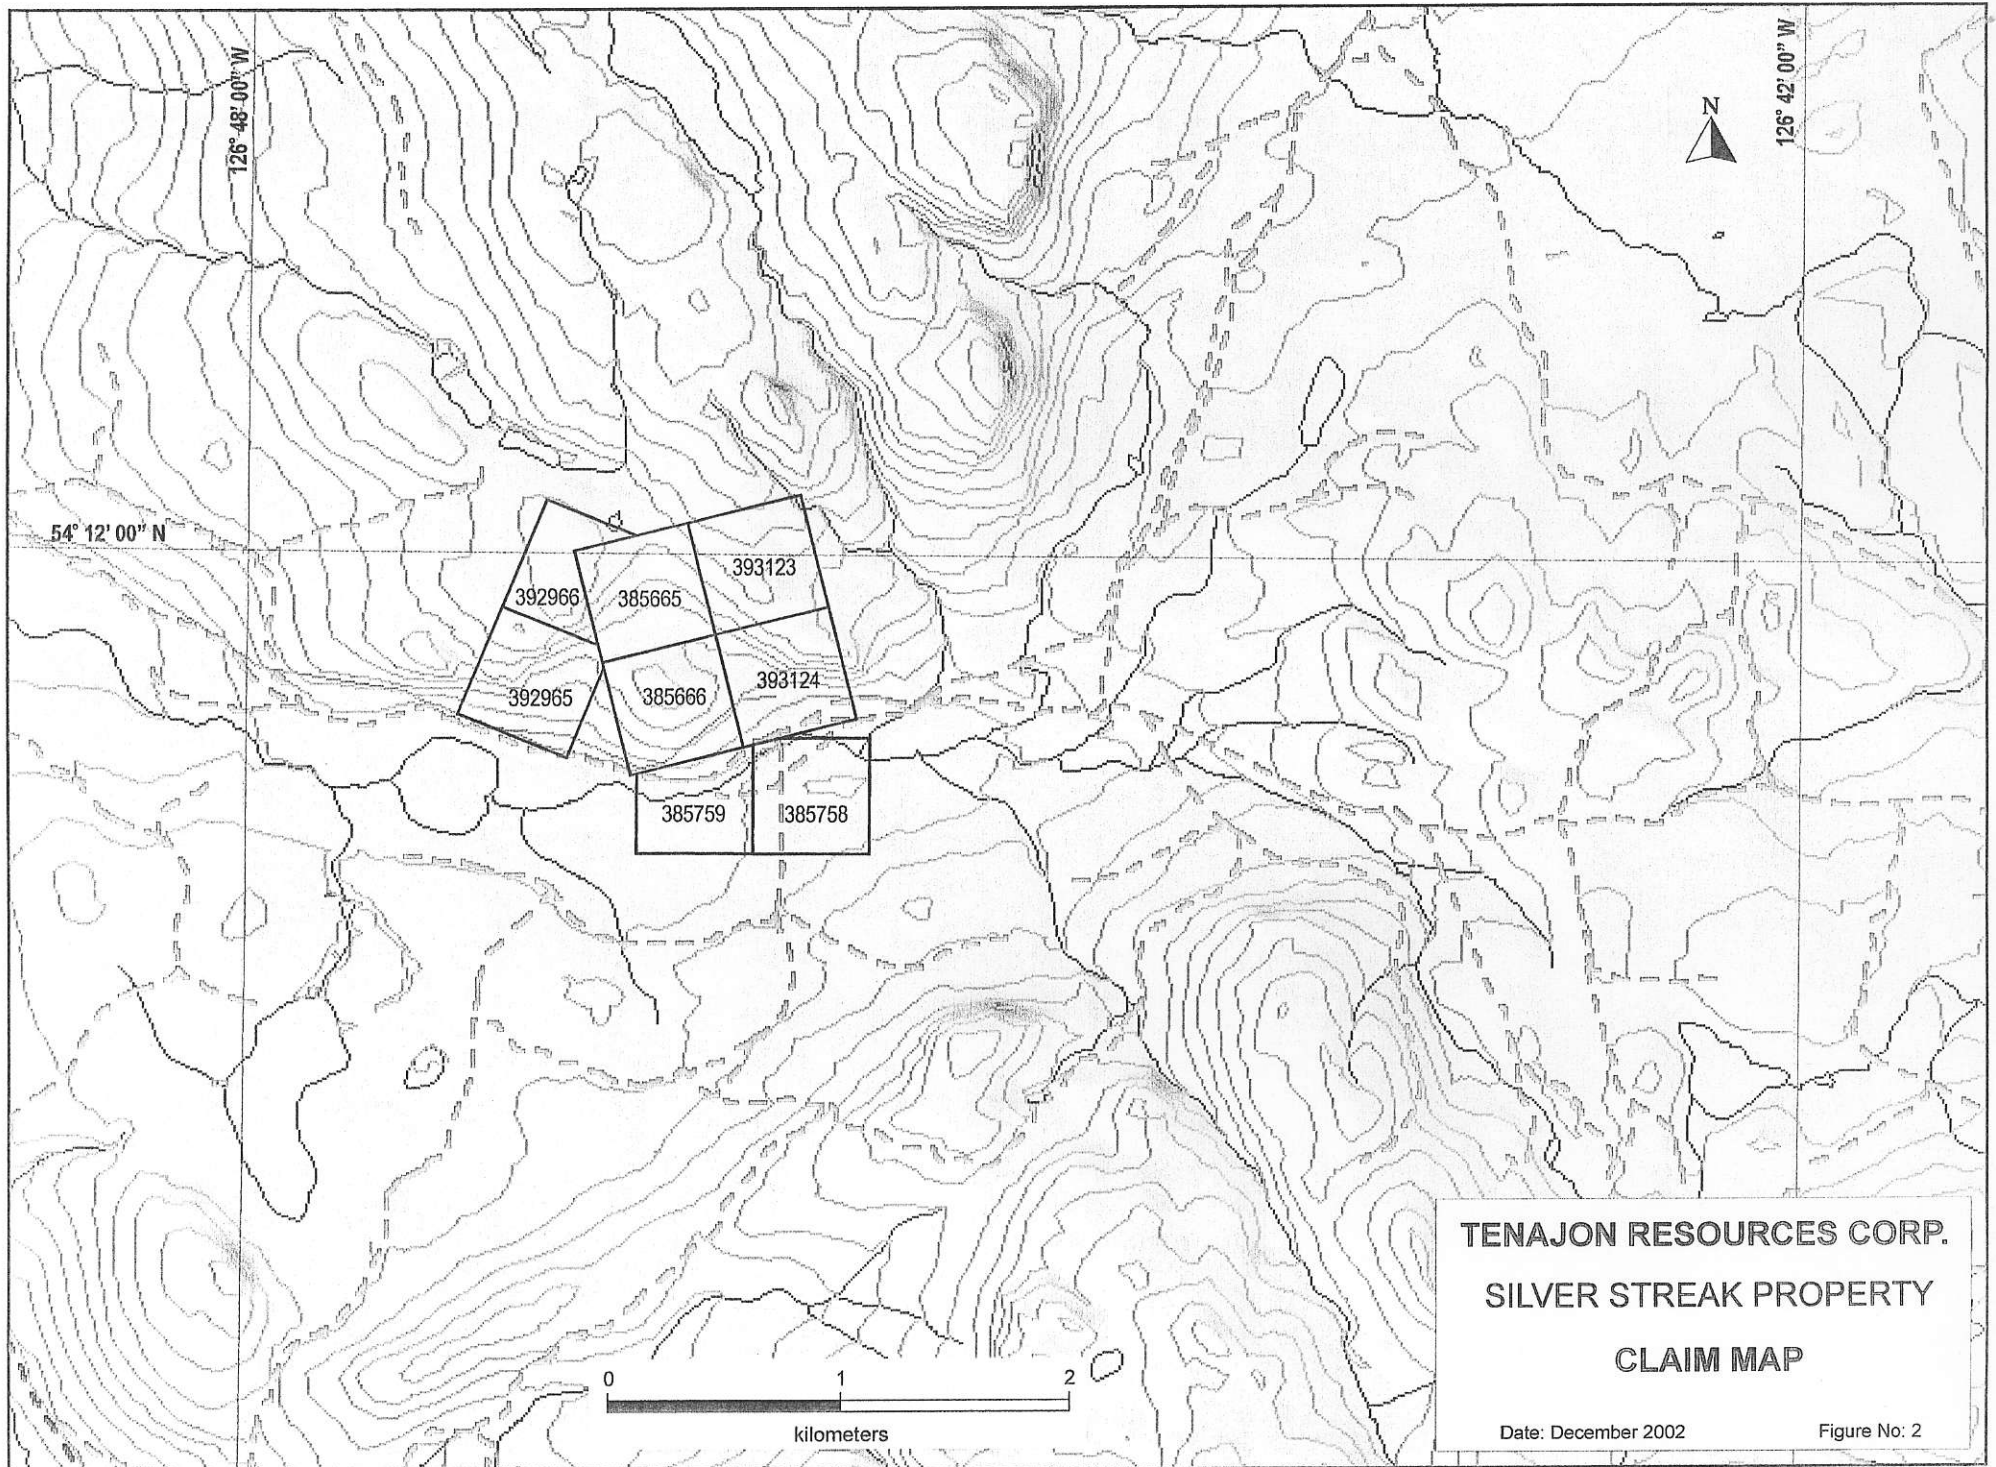 126° 48' 00" W
126° 42' 00" W
N
54° 12' 00" N
393123
392966
385665
393124
392965
385666
385759
385758
0 1 2
kilometers
TENAJON RESOURCES CORP.
SILVER STREAK PROPERTY
CLAIM MAP
Date: December 2002 Figure No: 2